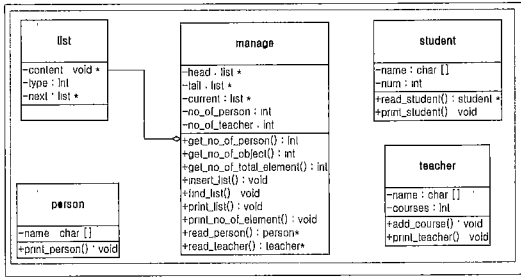 list
-content void *
-type : int
-next : list *
manage
-head . list *
-tail . list *
-current : list *
-no_of_person : int
-no_of_teacher . int
+get_no_of_person() : int
+get_no_of_object() : int
+get_no_of_total_element() : int
+insert_list() : void
+find_list() void
+print_list() : void
+print_no_of_element() : void
+read_person() : person*
+read_teacher() : teacher*
student
-name : char []
-num : int
+read_student() : student *
+print_student() void
person
-name char []
+print_person() ' void
teacher
-name : char []
-courses : int
+add_course() ' void
+print_teacher() void